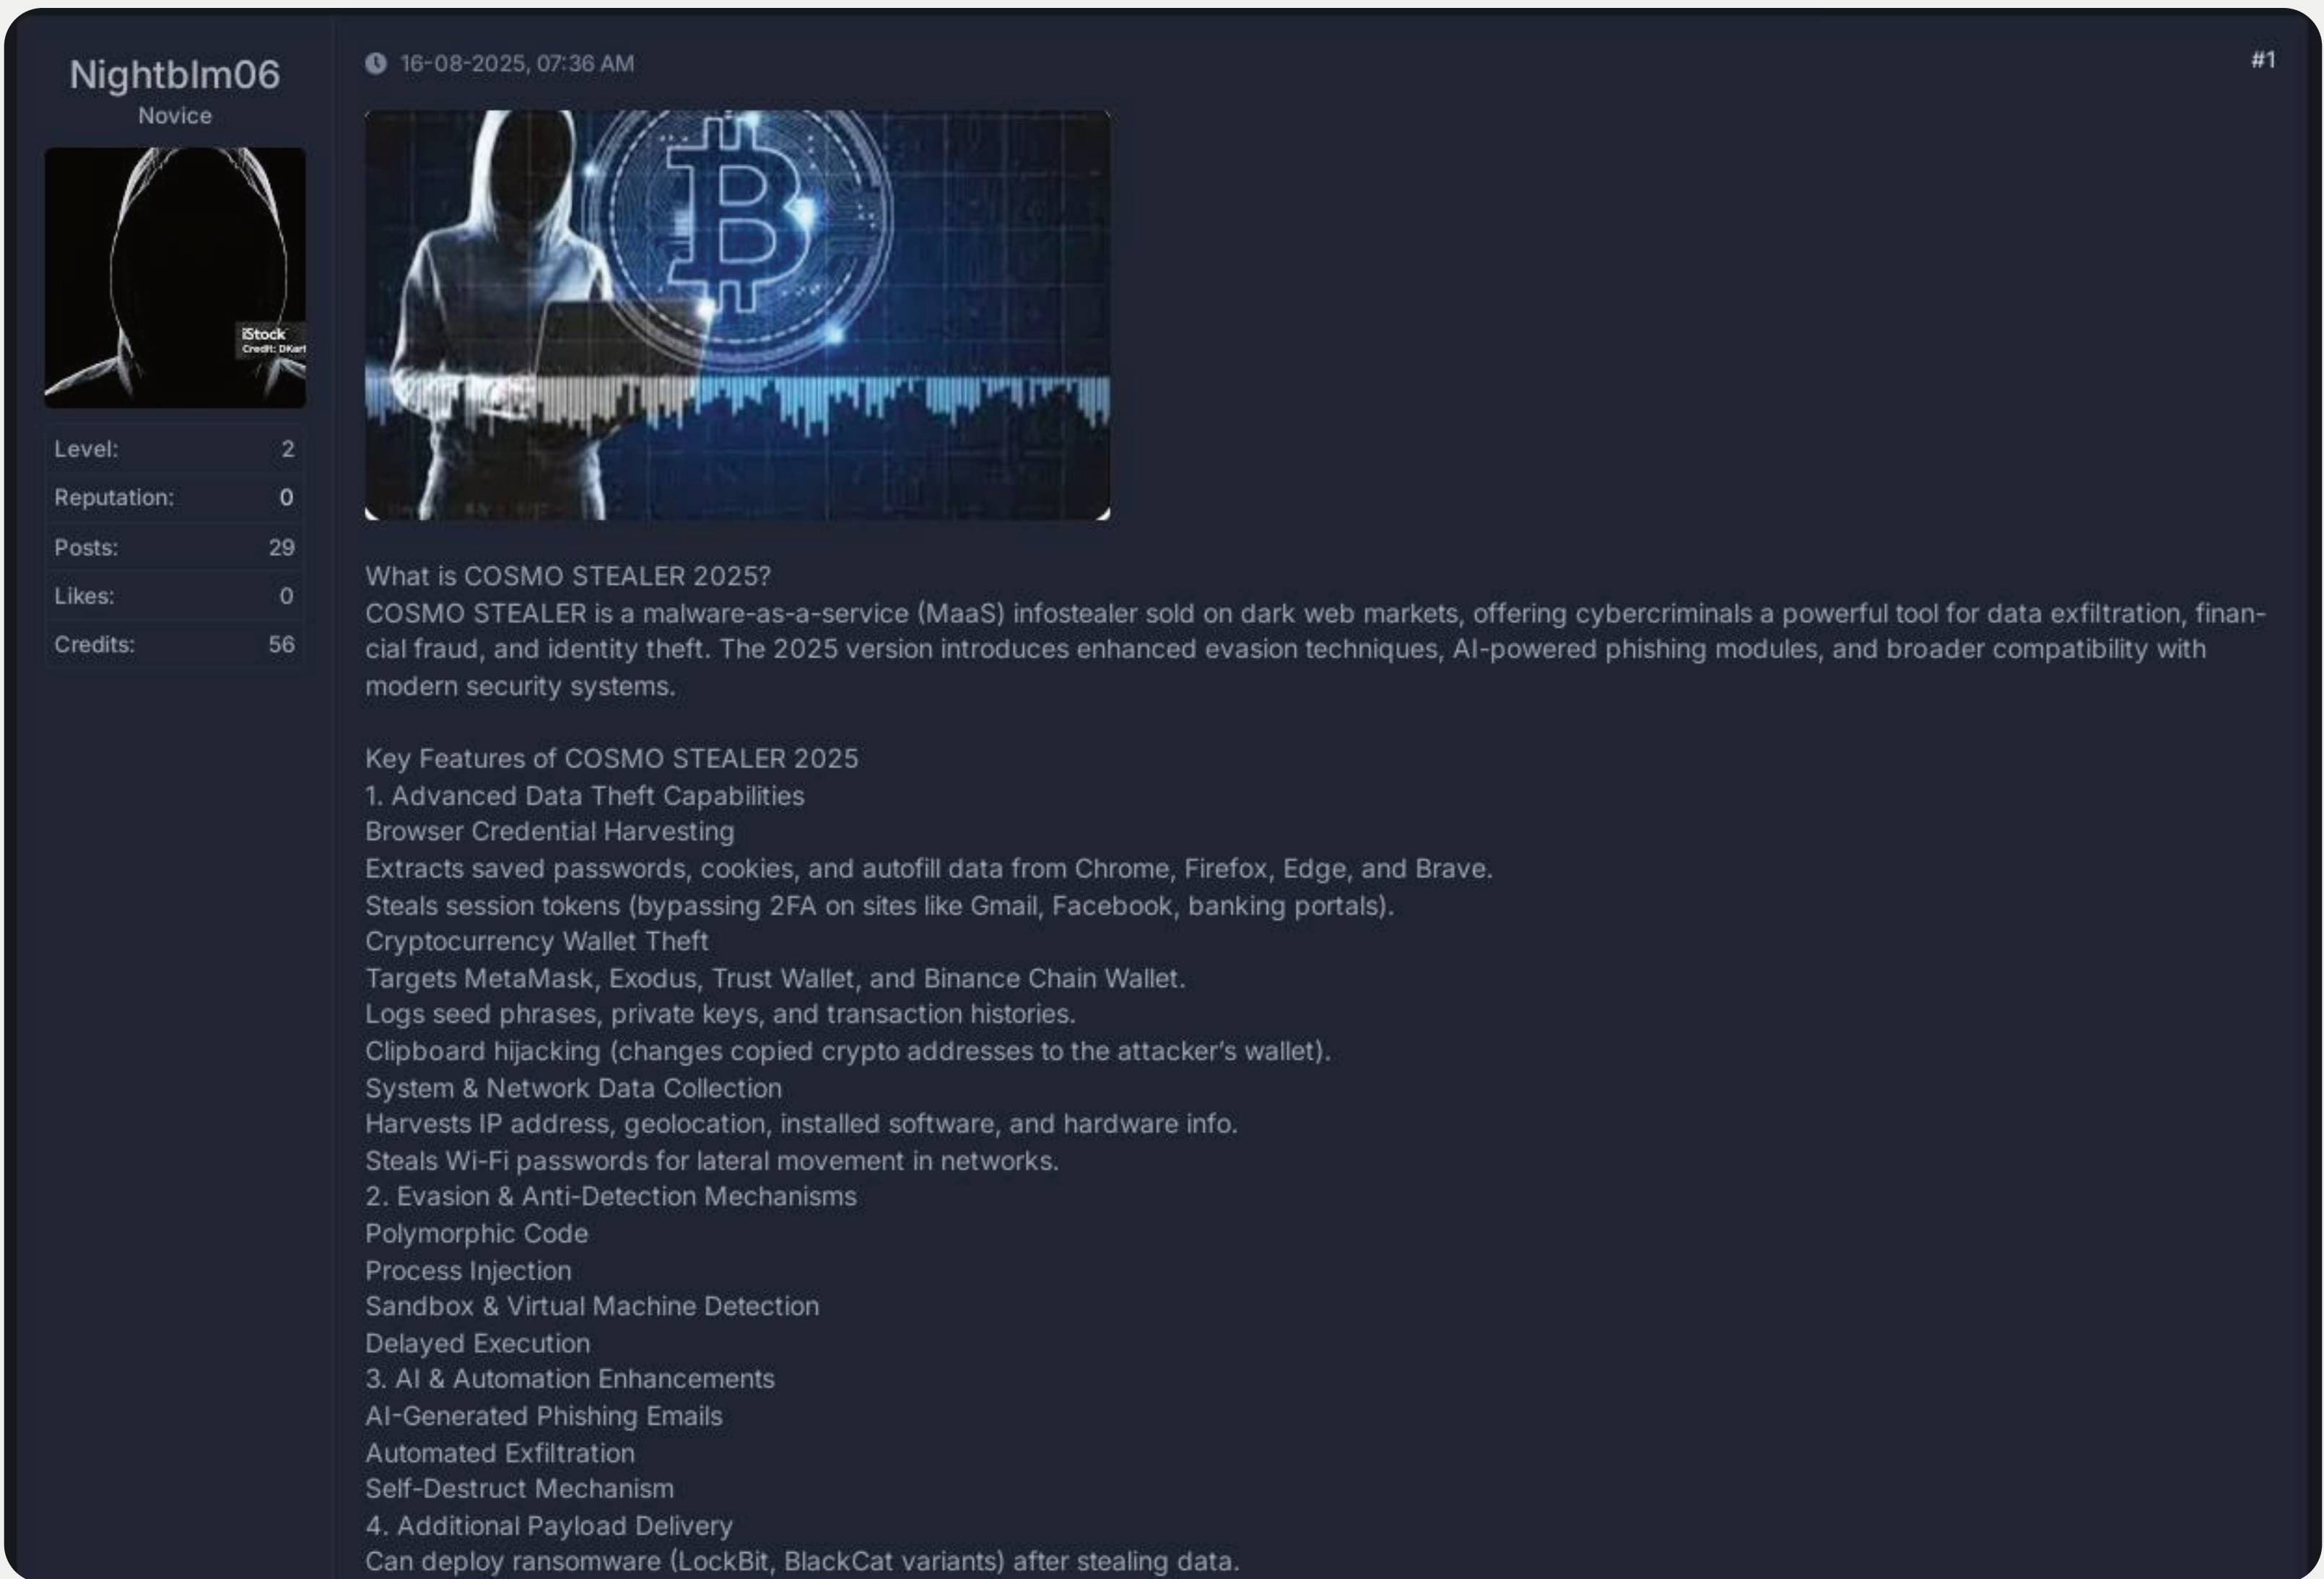 Nightblm06
Novice
iStock
Credit: DKart
Level: 2
Reputation: 0
Posts: 29
Likes: 0
Credits: 56
16-08-2025, 07:36 AM
#1
What is COSMO STEALER 2025?
COSMO STEALER is a malware-as-a-service (MaaS) infostealer sold on dark web markets, offering cybercriminals a powerful tool for data exfiltration, finan-
cial fraud, and identity theft. The 2025 version introduces enhanced evasion techniques, AI-powered phishing modules, and broader compatibility with
modern security systems.
Key Features of COSMO STEALER 2025
1. Advanced Data Theft Capabilities
Browser Credential Harvesting
Extracts saved passwords, cookies, and autofill data from Chrome, Firefox, Edge, and Brave.
Steals session tokens (bypassing 2FA on sites like Gmail, Facebook, banking portals).
Cryptocurrency Wallet Theft
Targets MetaMask, Exodus, Trust Wallet, and Binance Chain Wallet.
Logs seed phrases, private keys, and transaction histories.
Clipboard hijacking (changes copied crypto addresses to the attacker’s wallet).
System & Network Data Collection
Harvests IP address, geolocation, installed software, and hardware info.
Steals Wi-Fi passwords for lateral movement in networks.
2. Evasion & Anti-Detection Mechanisms
Polymorphic Code
Process Injection
Sandbox & Virtual Machine Detection
Delayed Execution
3. AI & Automation Enhancements
AI-Generated Phishing Emails
Automated Exfiltration
Self-Destruct Mechanism
4. Additional Payload Delivery
Can deploy ransomware (LockBit, BlackCat variants) after stealing data.